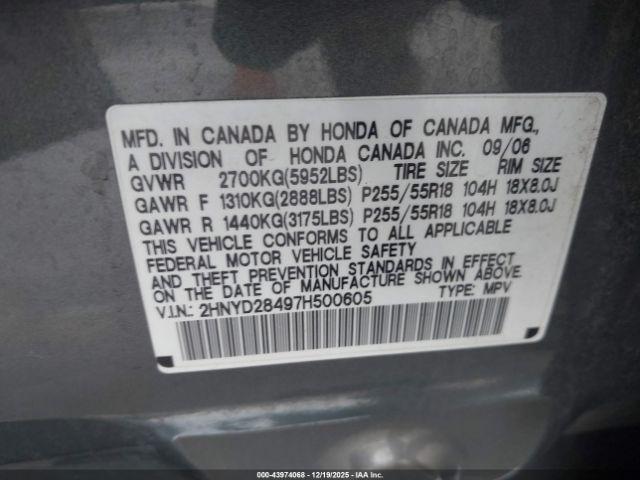 MFD. IN CANADA BY HONDA OF CANADA MFG.,
A DIVISION OF HONDA CANADA INC. 09/06
GVWR 2700KG(5952LBS) TIRE SIZE RIM SIZE
GAWR F 1310KG(2888LBS) P255/55R18 104H 18X8.0J
GAWR R 1440KG(3175LBS) P255/55R18 104H 18X8.0J
THIS VEHICLE CONFORMS TO ALL APPLICABLE
FEDERAL MOTOR VEHICLE SAFETY
AND THEFT PREVENTION STANDARDS IN EFFECT
ON THE DATE OF MANUFACTURE SHOWN ABOVE.
V.I.N.: 2HNYD28497H500605 TYPE: MPV
000-43974068 - 12/19/2025 - IAAI.COM